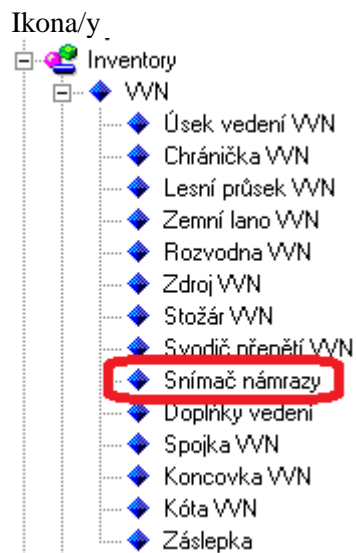 Ikona/y
Inventory
VVN
Úsek vedení VVN
Chránička VVN
Lesní průsek VVN
Zemní lano VVN
Rozvodna VVN
Zdroj VVN
Stožár VVN
Svodič přepětí VVN
Snímač námrazy
Doplňky vedení
Spojka VVN
Koncovka VVN
Kóta VVN
Záslepka